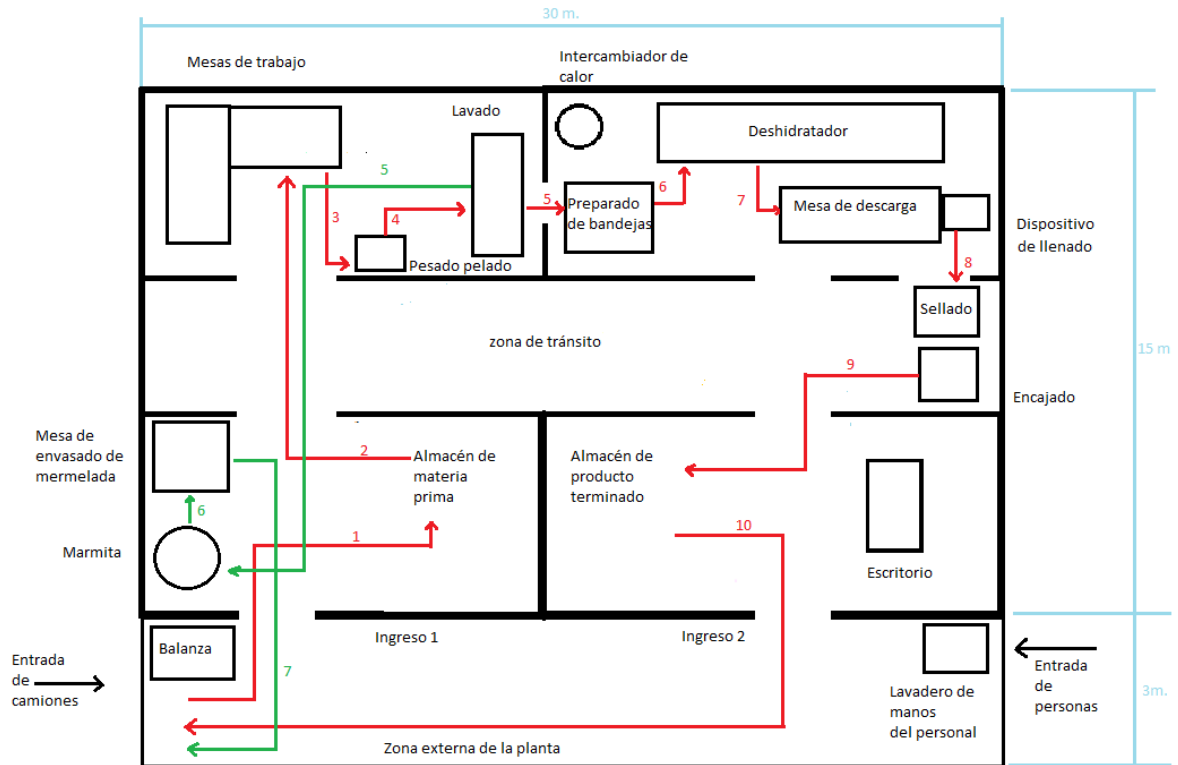 30 m.
Mesas de trabajo
Intercambiador de
calor
Lavado
Deshidratador
5
3
4
5
6
7
Preparado
de bandejas
Mesa de descarga
Dispositivo
de llenado
Pesado pelado
8
Sellado
zona de tránsito
15 m
9
Encajado
Mesa de
envasado de
mermelada
2
Almacén de
materia
prima
Almacén de
producto
terminado
6
1
10
Marmita
Escritorio
Ingreso 1
Ingreso 2
Balanza
Entrada
de
camiones
7
Entrada
de
personas
3m.
Lavadero de
manos
del personal
Zona externa de la planta